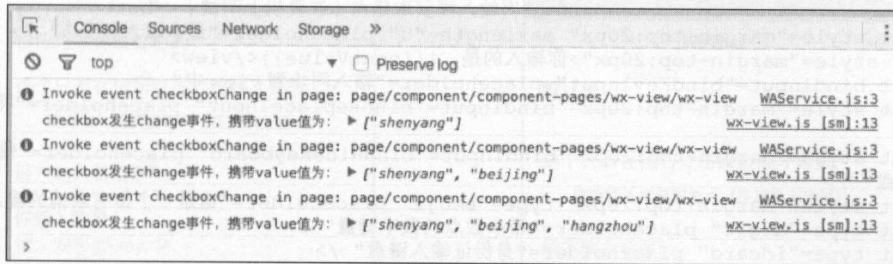 Console Sources Network Storage »
top ▼ Preserve log
Invoke event checkboxChange in page: page/component/component-pages/wx-view/wx-view WAService.js:3
checkbox发生change事件，携带value值为： ▶ ["shenyang"] wx-view.js [sm]:13
Invoke event checkboxChange in page: page/component/component-pages/wx-view/wx-view WAService.js:3
checkbox发生change事件，携带value值为： ▶ ["shenyang", "beijing"] wx-view.js [sm]:13
Invoke event checkboxChange in page: page/component/component-pages/wx-view/wx-view WAService.js:3
checkbox发生change事件，携带value值为： ▶ ["shenyang", "beijing", "hangzhou"] wx-view.js [sm]:13
>